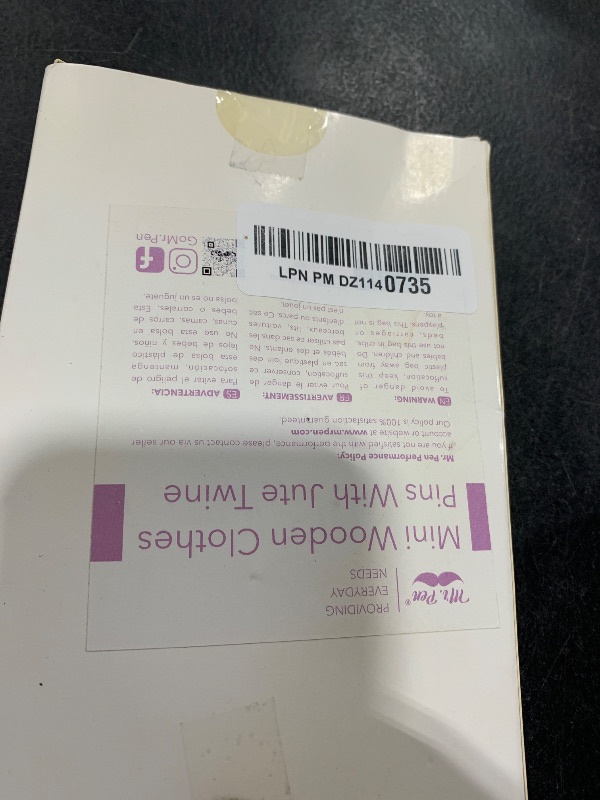 Mr. Pen®
PROVIDING
EVERYDAY
NEEDS
Mini Wooden Clothes
Pins With Jute Twine
Mr. Pen Performance Policy:
If you are not satisfied with the performance, please contact us via our seller
account or website at www.mrpen.com
Our policy is 100% satisfaction guaranteed.
EN WARNING:
To avoid danger of
suffocation, keep this
plastic bag away from
babies and children. Do
not use this bag in cribs,
beds, carriages or
playpens. This bag is not
a toy.
FR AVERTISSEMENT:
Pour éviter le danger de
suffocation, conserver ce
sac en plastique loin des
bébés et des enfants. Ne
pas utiliser ce sac dans les
berceaux, lits, voitures
d'enfants ou parcs. Ce sac
n'est pas un jouet.
ES ADVERTENCIA:
Para evitar el peligro de
sofocación, mantenga
esta bolsa de plástico
lejos de bebes y niños.
No use esta bolsa en
cunas, camas, carros de
bebes o corrales. Esta
bolsa no es un juguete.
GoMr.Pen
LPN PM DZ1140735